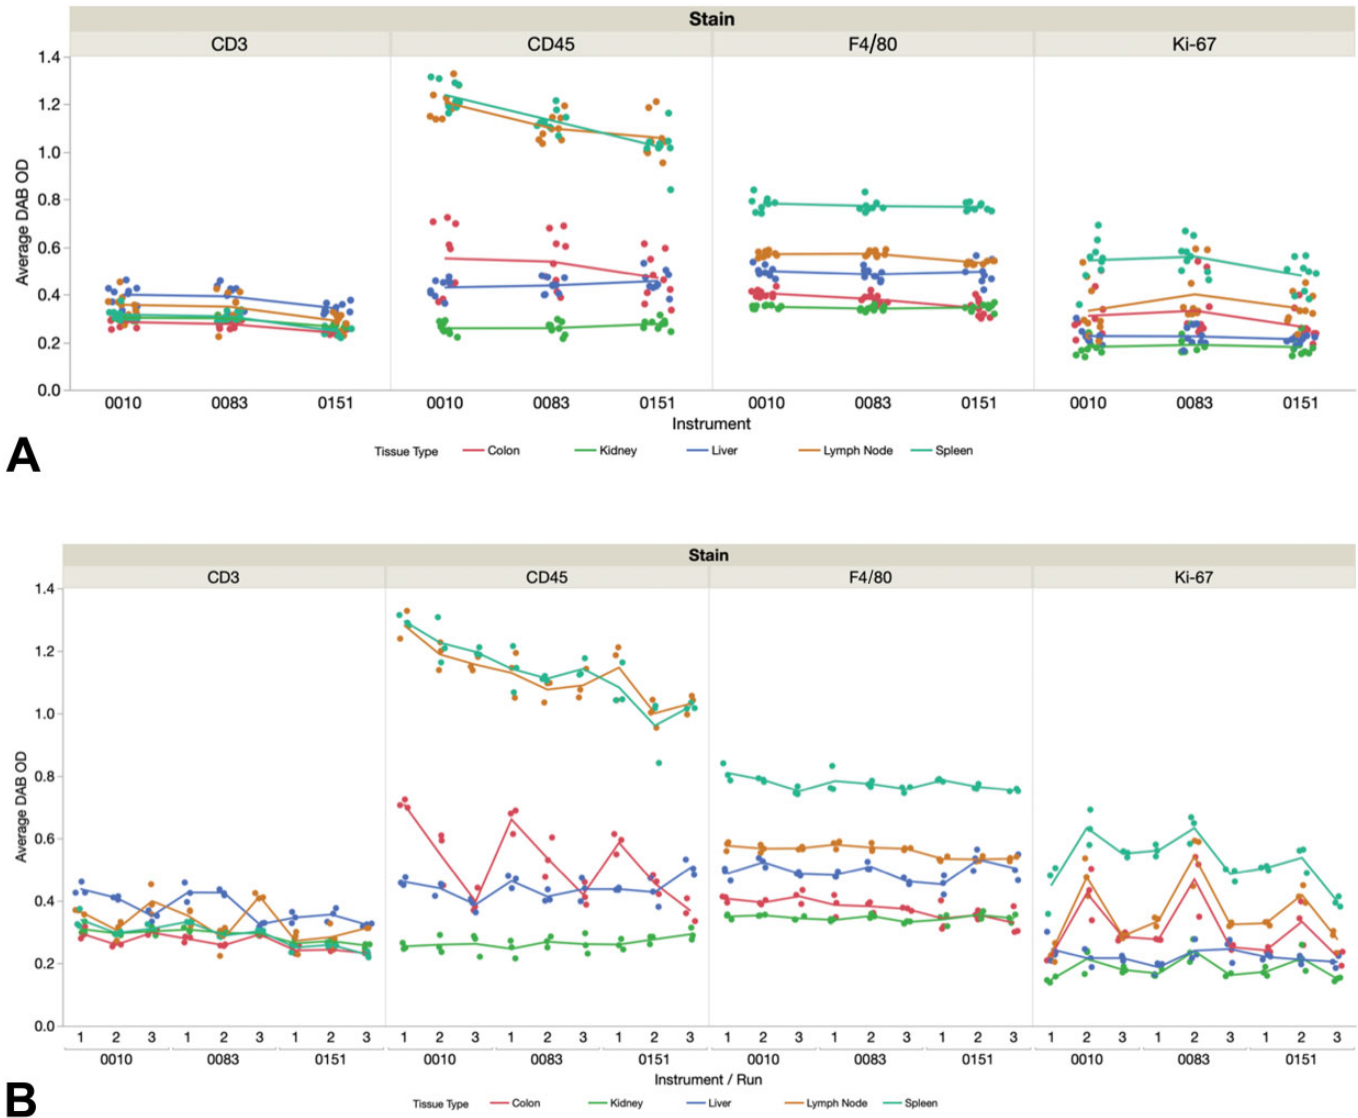 Stain
CD3 CD45 F4/80 Ki-67
1.4
1.2
1.0
0.8
0.6
0.4
0.2
0.0
Average DAB OD
0010 0083 0151 0010 0083 0151 0010 0083 0151 0010 0083 0151
Instrument
Tissue Type Colon Kidney Liver Lymph Node Spleen
A
Stain
CD3 CD45 F4/80 Ki-67
1.4
1.2
1.0
0.8
0.6
0.4
0.2
0.0
Average DAB OD
1 2 3 1 2 3 1 2 3 1 2 3 1 2 3 1 2 3 1 2 3 1 2 3 1 2 3 1 2 3 1 2 3 1 2 3
0010 0083 0151 0010 0083 0151 0010 0083 0151 0010 0083 0151
Instrument / Run
Tissue Type Colon Kidney Liver Lymph Node Spleen
B